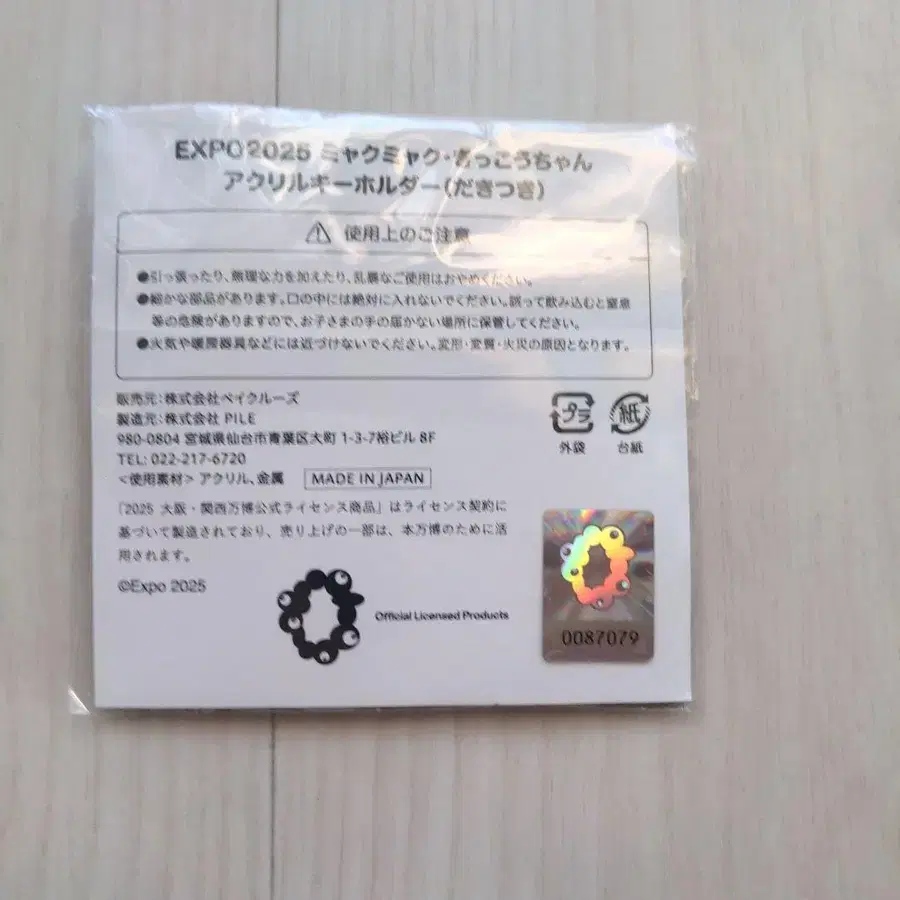 EXPO2025 ミャクミャク・さっこうちゃん
アクリルキーホルダー(だきつき)
使用上のご注意
●引っ張ったり、無理な力を加えたり、乱暴なご使用はおやめください。
●細かな部品があります。口の中には絶対に入れないでください。誤って飲み込むと窒息
等の危険がありますので、お子さまの手の届かない場所に保管してください。
●火気や暖房器具などには近づけないでください。変形・変質・火災の原因となります。
販売元:株式会社ベイクルーズ
製造元:株式会社 PILE
980-0804 宮城県仙台市青葉区大町 1-3-7裕ビル 8F
TEL: 022-217-6720
<使用素材> アクリル、金属 MADE IN JAPAN
プラ
外袋
紙
台紙
「2025 大阪・関西万博公式ライセンス商品」はライセンス契約に
基づいて製造されており、売り上げの一部は、本万博のために活
用されます。
©Expo 2025
Official Licensed Products
0087079